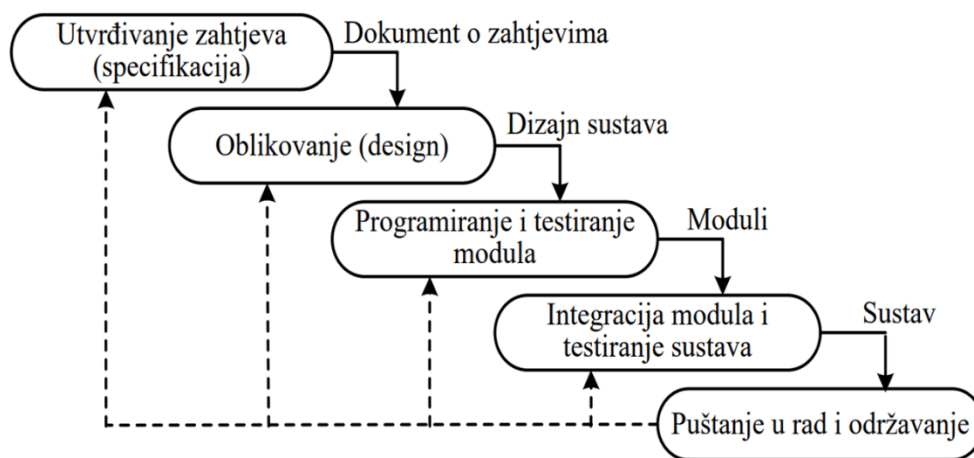 Utvrđivanje zahtjeva
(specifikacija)
Dokument o zahtjevima
Oblikovanje (design)
Dizajn sustava
Programiranje i testiranje
modula
Moduli
Integracija modula i
testiranje sustava
Sustav
Puštanje u rad i održavanje